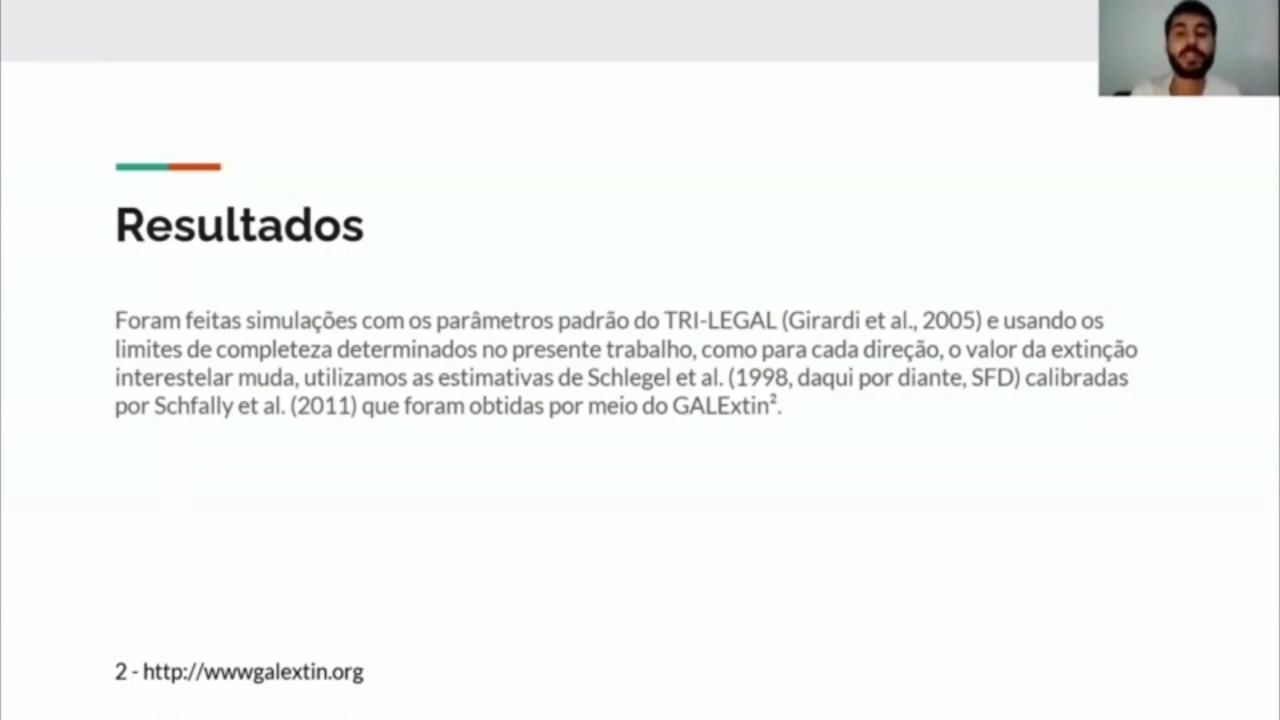 Resultados
Foram feitas simulações com os parâmetros padrão do TRI-LEGAL (Girardi et al., 2005) e usando os
limites de completeza determinados no presente trabalho, como para cada direção, o valor da extinção
interestelar muda, utilizamos as estimativas de Schlegel et al. (1998, daqui por diante, SFD) calibradas
por Schfally et al. (2011) que foram obtidas por meio do GALExtin².
2 - http://wwwgalextin.org